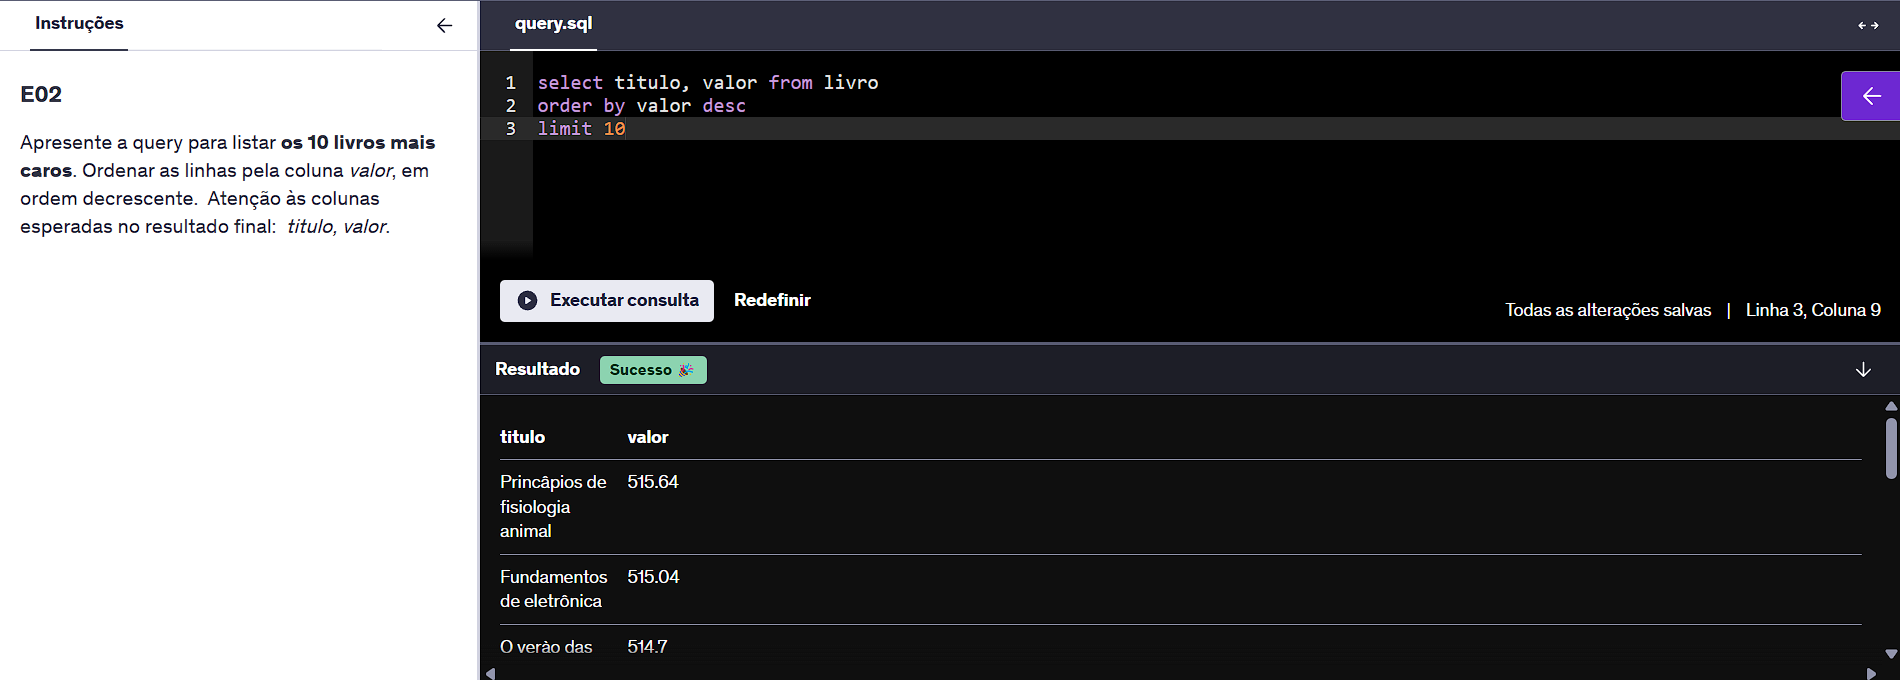 Instruções
E02
Apresente a query para listar os 10 livros mais
caros. Ordenar as linhas pela coluna valor, em
ordem decrescente. Atenção às colunas
esperadas no resultado final: titulo, valor.
query.sql
1 select titulo, valor from livro
2 order by valor desc
3 limit 10
Executar consulta
Redefinir
Todas as alterações salvas | Linha 3, Coluna 9
Resultado
Sucesso 🎉
titulo valor
Princâpios de 515.64
fisiologia
animal
Fundamentos 515.04
de eletrônica
O verào das 514.7